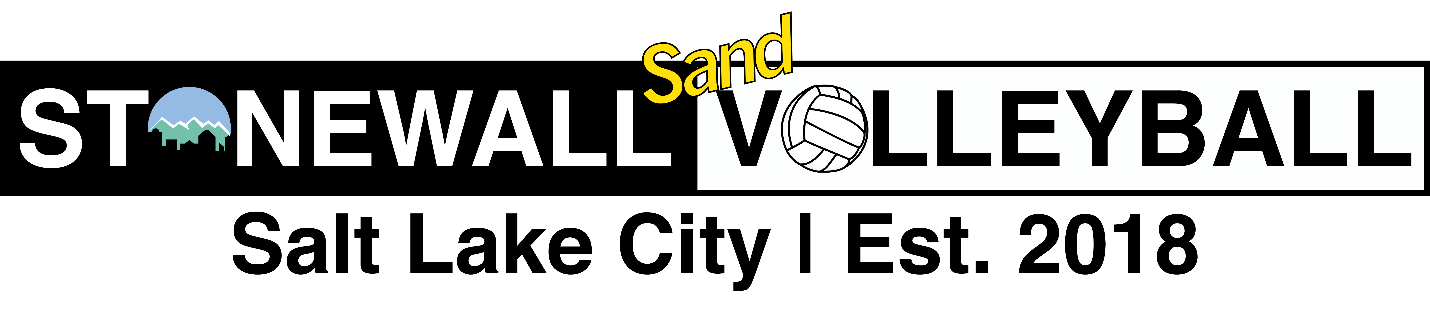 Sand
STONEWALL VOLLEYBALL
Salt Lake City | Est. 2018